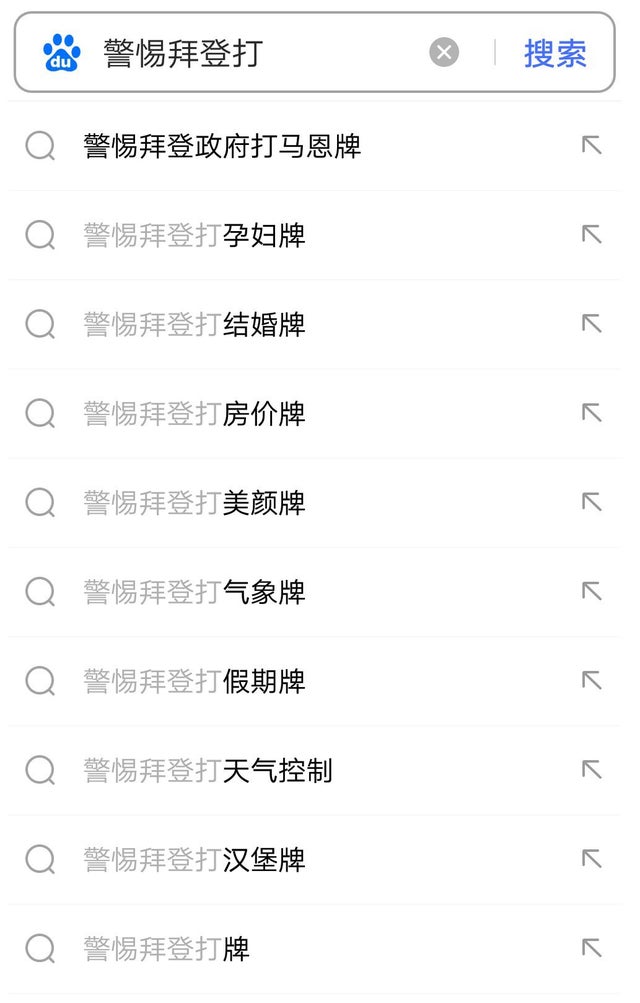 du 警惕拜登打 搜索
警惕拜登政府打马恩牌
警惕拜登打孕妇牌
警惕拜登打结婚牌
警惕拜登打房价牌
警惕拜登打美颜牌
警惕拜登打气象牌
警惕拜登打假期牌
警惕拜登打天气控制
警惕拜登打汉堡牌
警惕拜登打牌